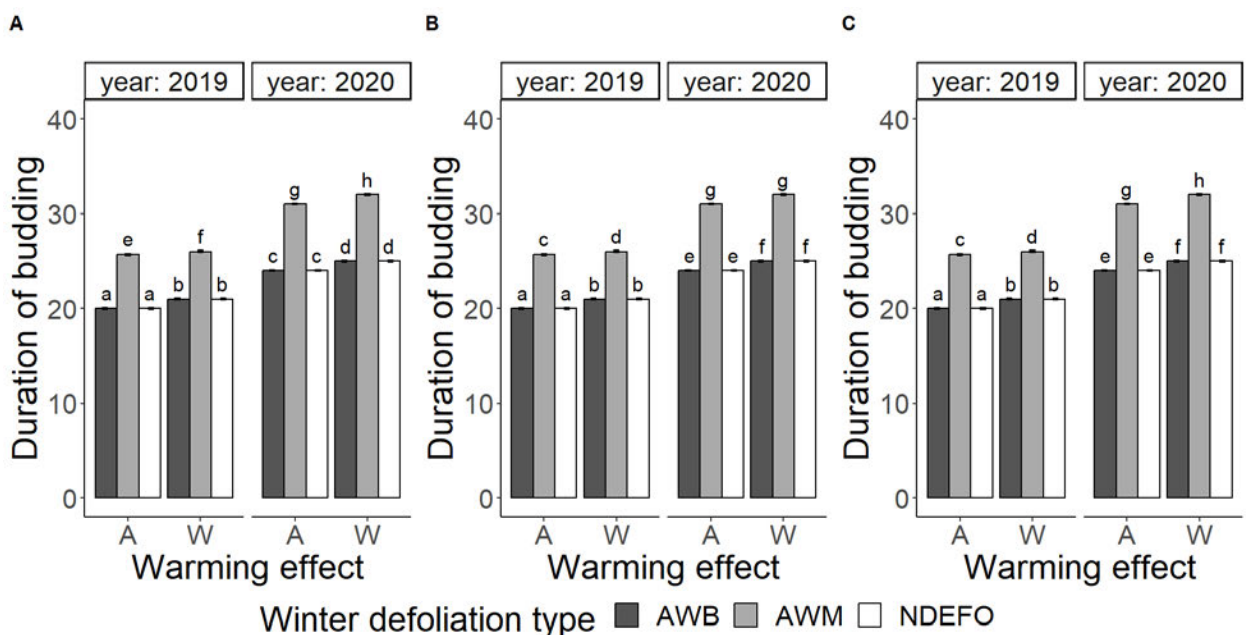 A
year: 2019 year: 2020
Duration of budding
40
30
20
10
0
a e a b f b c g c d h d
A W A W
Warming effect
B
year: 2019 year: 2020
Duration of budding
40
30
20
10
0
a c a b d b e g e f g f
A W A W
Warming effect
C
year: 2019 year: 2020
Duration of budding
40
30
20
10
0
a c a b d b e g e f h f
A W A W
Warming effect
Winter defoliation type AWB AWM NDEFO